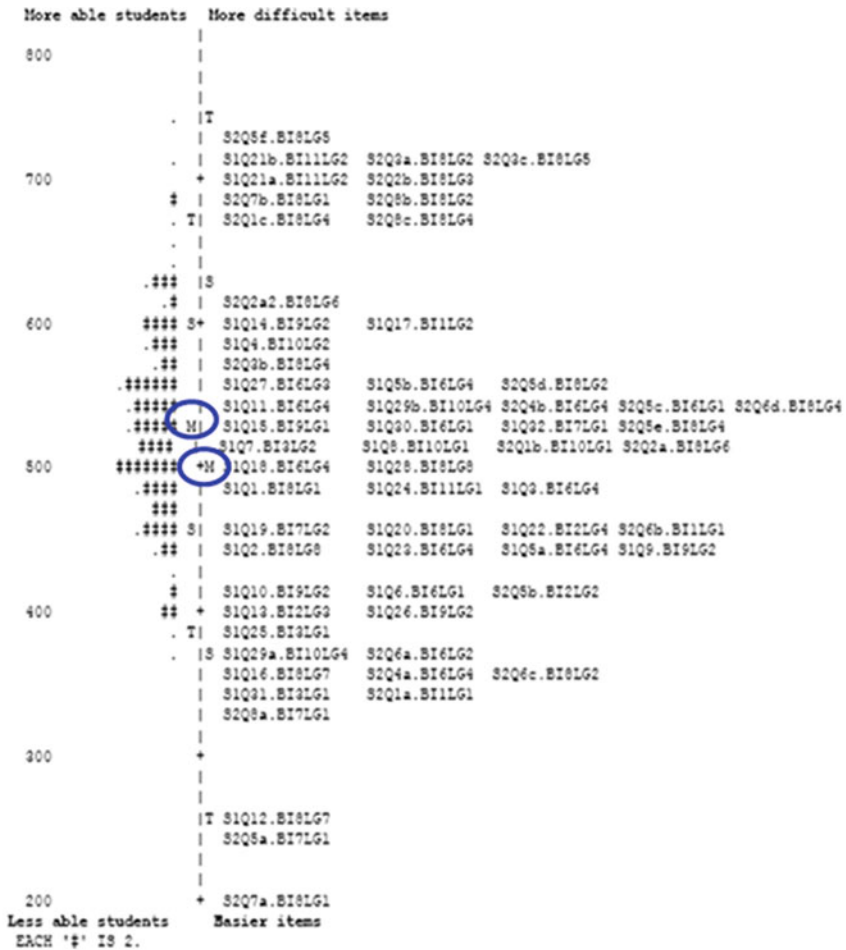 More able students | More difficult items
|
800 |
|
|
. |T
| S2Q5f.BI8LG5
. | S1Q21b.BI11LG2 S2Q3a.BI8LG2 S2Q3c.BI8LG5
700 + S1Q21a.BI11LG2 S2Q2b.BI8LG3
# | S2Q7b.BI8LG1 S2Q8b.BI8LG2
. T| S2Q1c.BI8LG4 S2Q8c.BI8LG4
. |
. |
.### |S
.# | S2Q2a2.BI8LG6
600 #### S+ S1Q14.BI9LG2 S1Q17.BI1LG2
.### | S1Q4.BI10LG2
.## | S2Q3b.BI8LG4
.###### | S1Q27.BI6LG3 S1Q5b.BI6LG4 S2Q5d.BI8LG2
.##### | S1Q11.BI6LG4 S1Q29b.BI10LG4 S2Q4b.BI6LG4 S2Q5c.BI6LG1 S2Q6d.BI8LG4
.##### M| S1Q15.BI9LG1 S1Q30.BI6LG1 S1Q32.BI7LG1 S2Q5e.BI8LG4
#### | S1Q7.BI3LG2 S1Q8.BI10LG1 S2Q1b.BI10LG1 S2Q2a.BI8LG6
500 ####### +M S1Q18.BI6LG4 S1Q28.BI8LG8
.#### | S1Q1.BI8LG1 S1Q24.BI11LG1 S1Q3.BI6LG4
### |
.#### S| S1Q19.BI7LG2 S1Q20.BI8LG1 S1Q22.BI2LG4 S2Q6b.BI1LG1
.## | S1Q2.BI8LG8 S1Q23.BI6LG4 S1Q5a.BI6LG4 S1Q9.BI9LG2
. |
# | S1Q10.BI9LG2 S1Q6.BI6LG1 S2Q5b.BI2LG2
400 ## + S1Q13.BI2LG3 S1Q26.BI9LG2
. T| S1Q25.BI3LG1
. |S S1Q29a.BI10LG4 S2Q6a.BI6LG2
| S1Q16.BI8LG7 S2Q4a.BI6LG4 S2Q6c.BI8LG2
| S1Q31.BI3LG1 S2Q1a.BI1LG1
| S2Q8a.BI7LG1
|
300 +
|
|
|T S1Q12.BI8LG7
| S2Q5a.BI7LG1
|
|
200 + S2Q7a.BI8LG1
Less able students Easier items
EACH '#' IS 2.